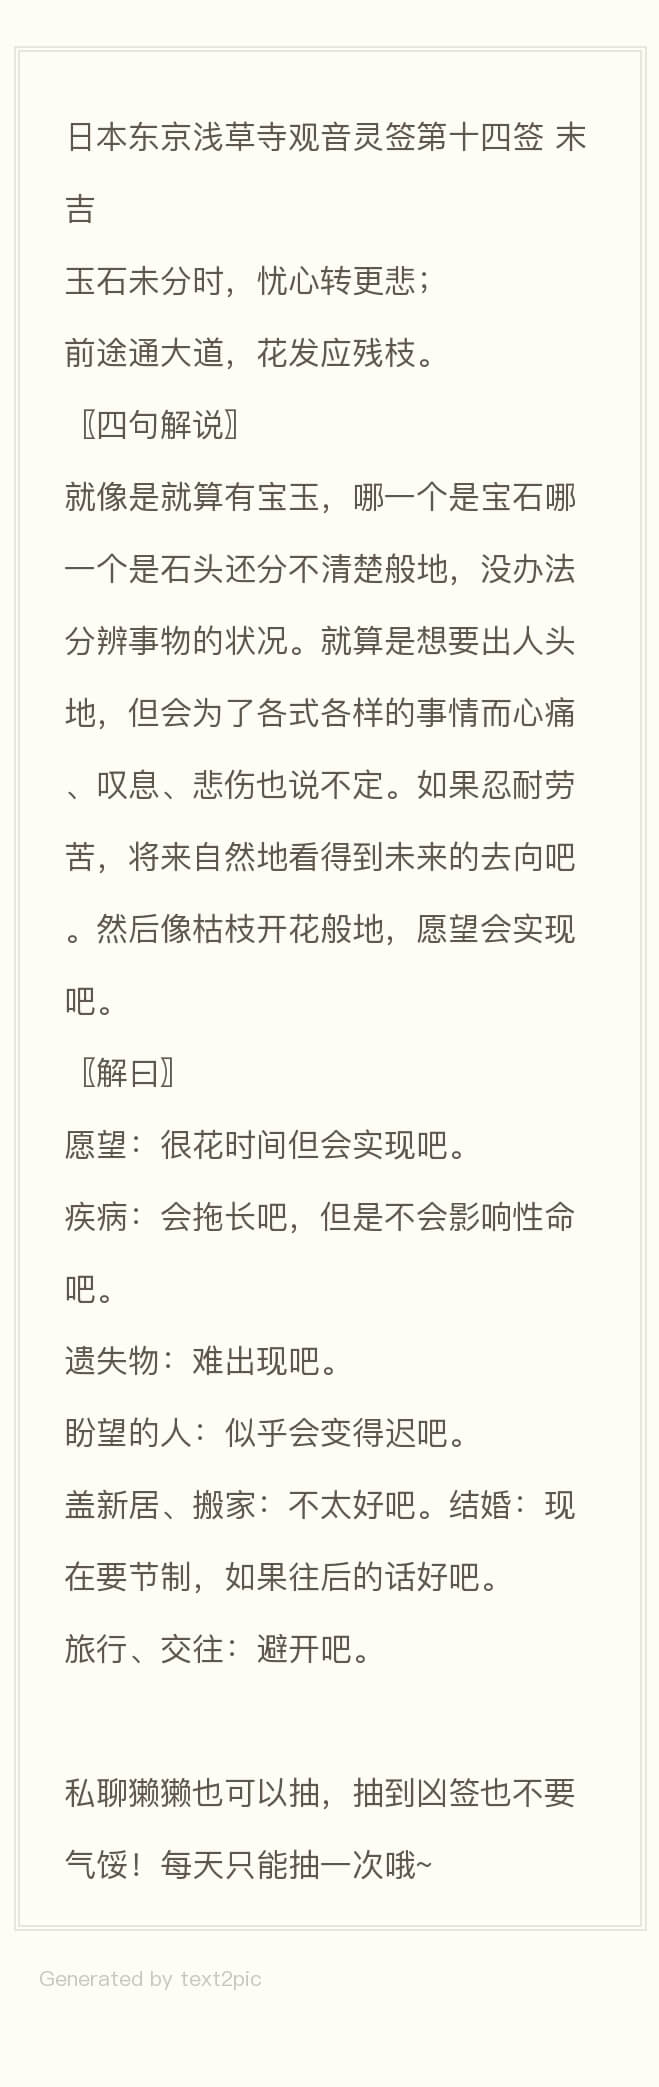 日本东京浅草寺观音灵签第十四签 末
吉
玉石未分时，忧心转更悲；
前途通大道，花发应残枝。
〖四句解说〗
就像是就算有宝玉，哪一个是宝石哪
一个是石头还分不清楚般地，没办法
分辨事物的状况。就算是想要出人头
地，但会为了各式各样的事情而心痛
、叹息、悲伤也说不定。如果忍耐劳
苦，将来自然地看得到未来的去向吧
。然后像枯枝开花般地，愿望会实现
吧。
〖解曰〗
愿望：很花时间但会实现吧。
疾病：会拖长吧，但是不会影响性命
吧。
遗失物：难出现吧。
盼望的人：似乎会变得迟吧。
盖新居、搬家：不太好吧。结婚：现
在要节制，如果往后的话好吧。
旅行、交往：避开吧。
私聊獭獭也可以抽，抽到凶签也不要
气馁！每天只能抽一次哦~
Generated by text2pic